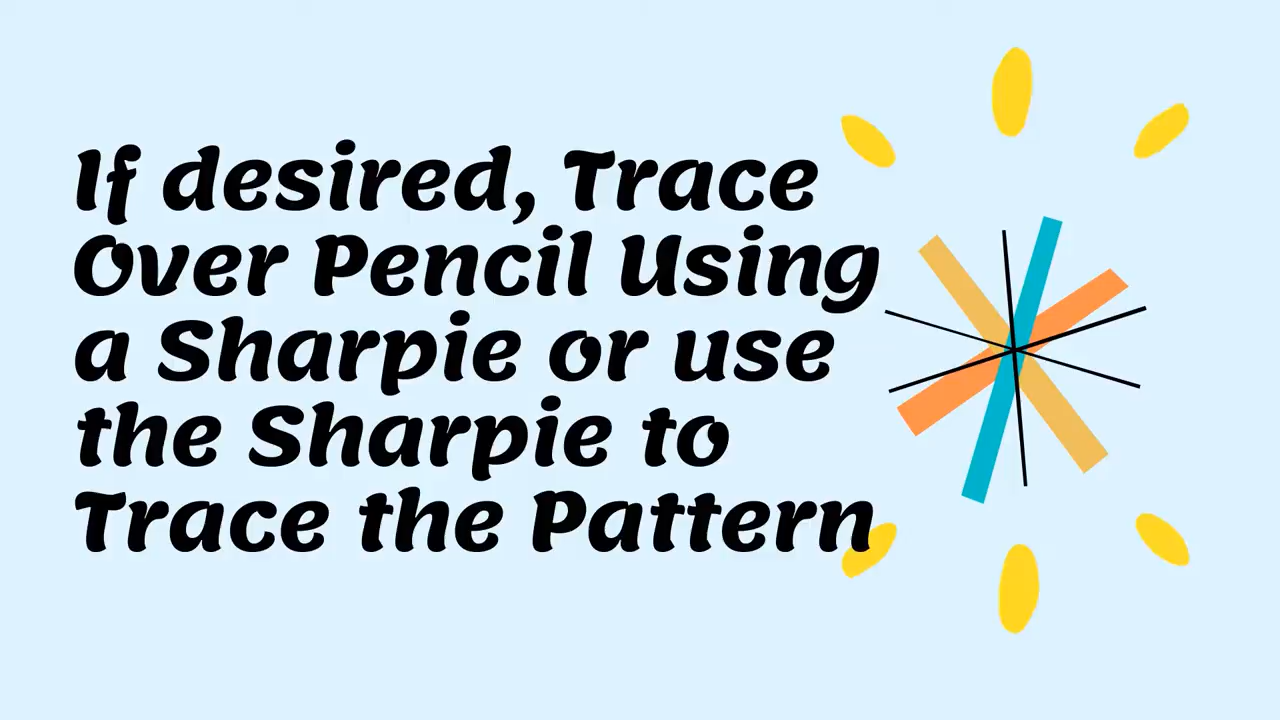 If desired, Trace
Over Pencil Using
a Sharpie or use
the Sharpie to
Trace the Pattern